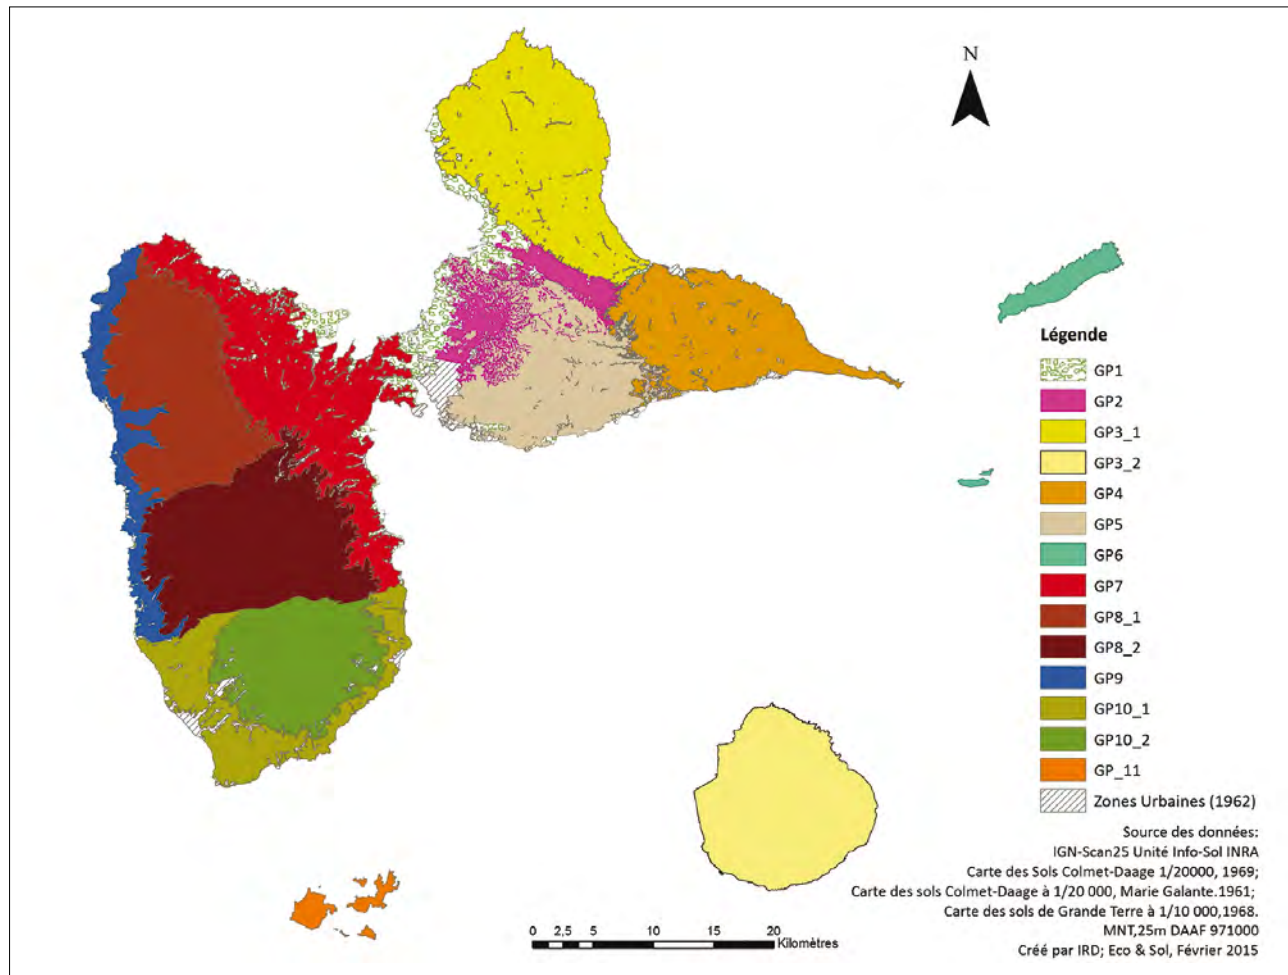 N
Légende
GP1
GP2
GP3_1
GP3_2
GP4
GP5
GP6
GP7
GP8_1
GP8_2
GP9
GP10_1
GP10_2
GP_11
Zones Urbaines (1962)
Source des données:
IGN-Scan25 Unité Info-Sol INRA
Carte des Sols Colmet-Daage 1/20000, 1969;
Carte des sols Colmet-Daage à 1/20 000, Marie Galante.1961;
Carte des sols de Grande Terre à 1/10 000,1968.
MNT,25m DAAF 971000
Créé par IRD; Eco & Sol, Février 2015
0 2,5 5 10 15 20
Kilomètres